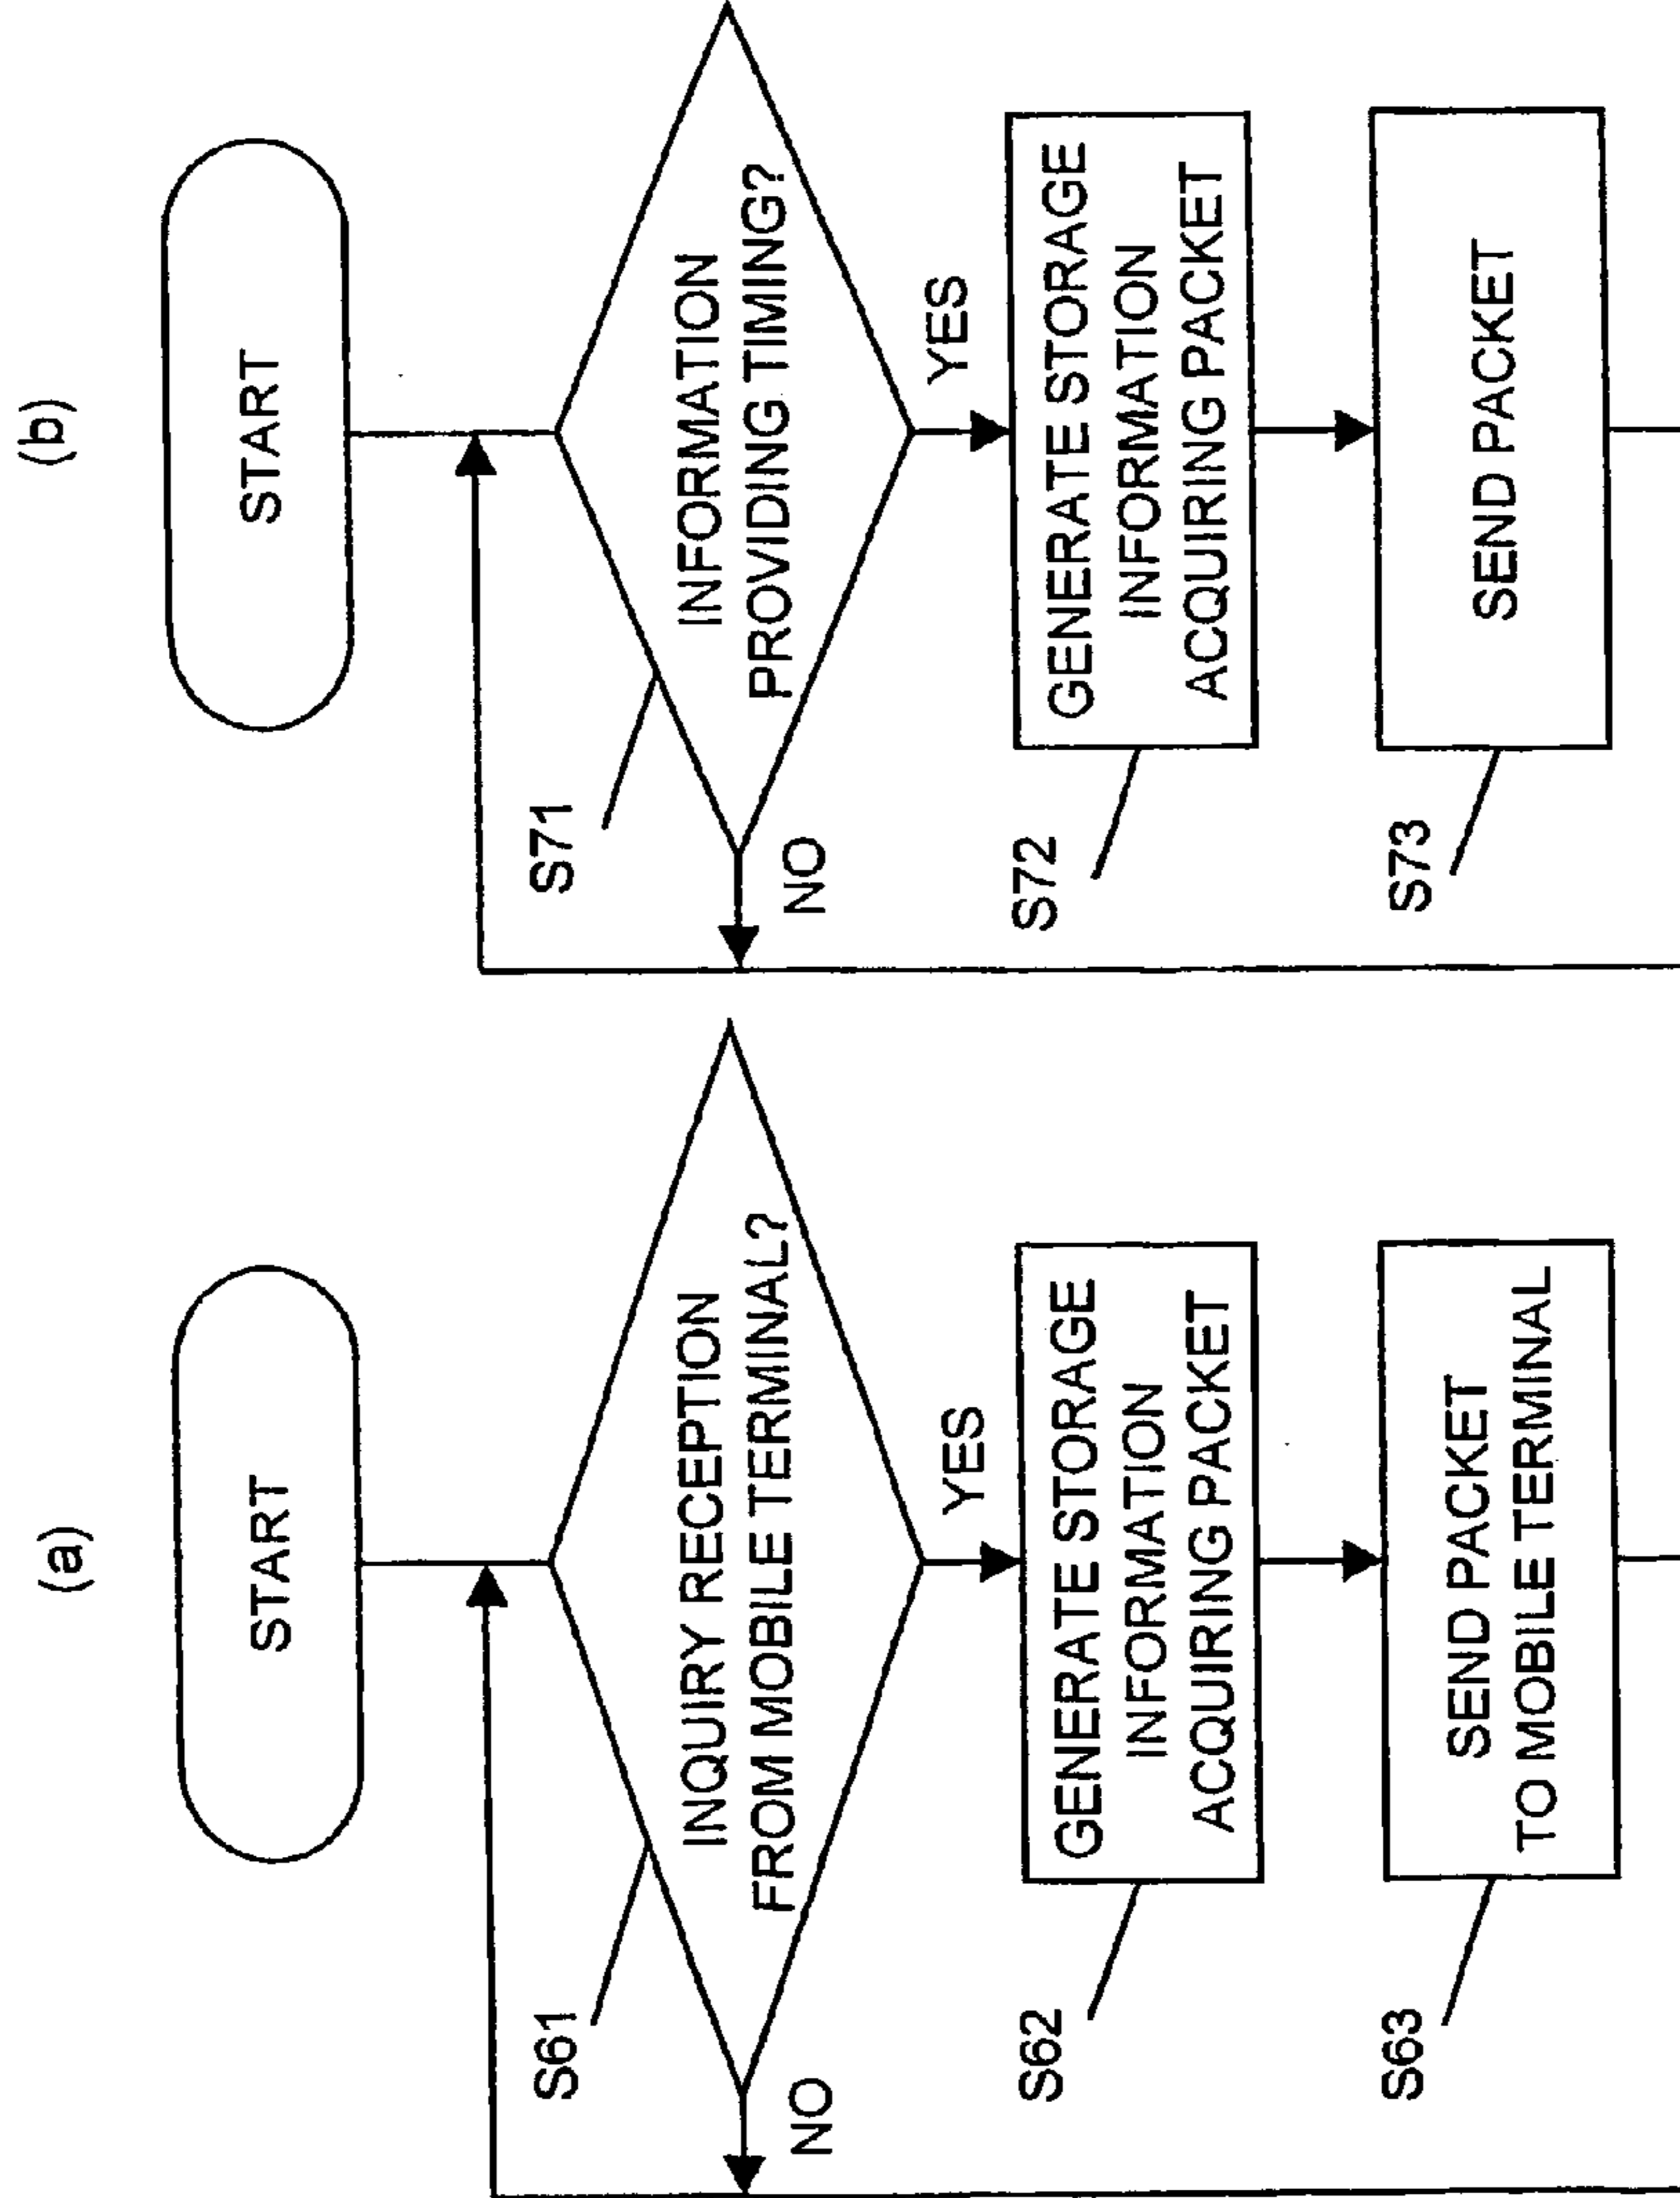 (a)
START
S61
INQUIRY RECEPTION
FROM MOBILE TERMINAL?
NO
YES
S62
GENERATE STORAGE
INFORMATION
ACQUIRING PACKET
S63
SEND PACKET
TO MOBILE TERMINAL
(b)
START
S71
INFORMATION
PROVIDING TIMING?
NO
YES
S72
GENERATE STORAGE
INFORMATION
ACQUIRING PACKET
S73
SEND PACKET